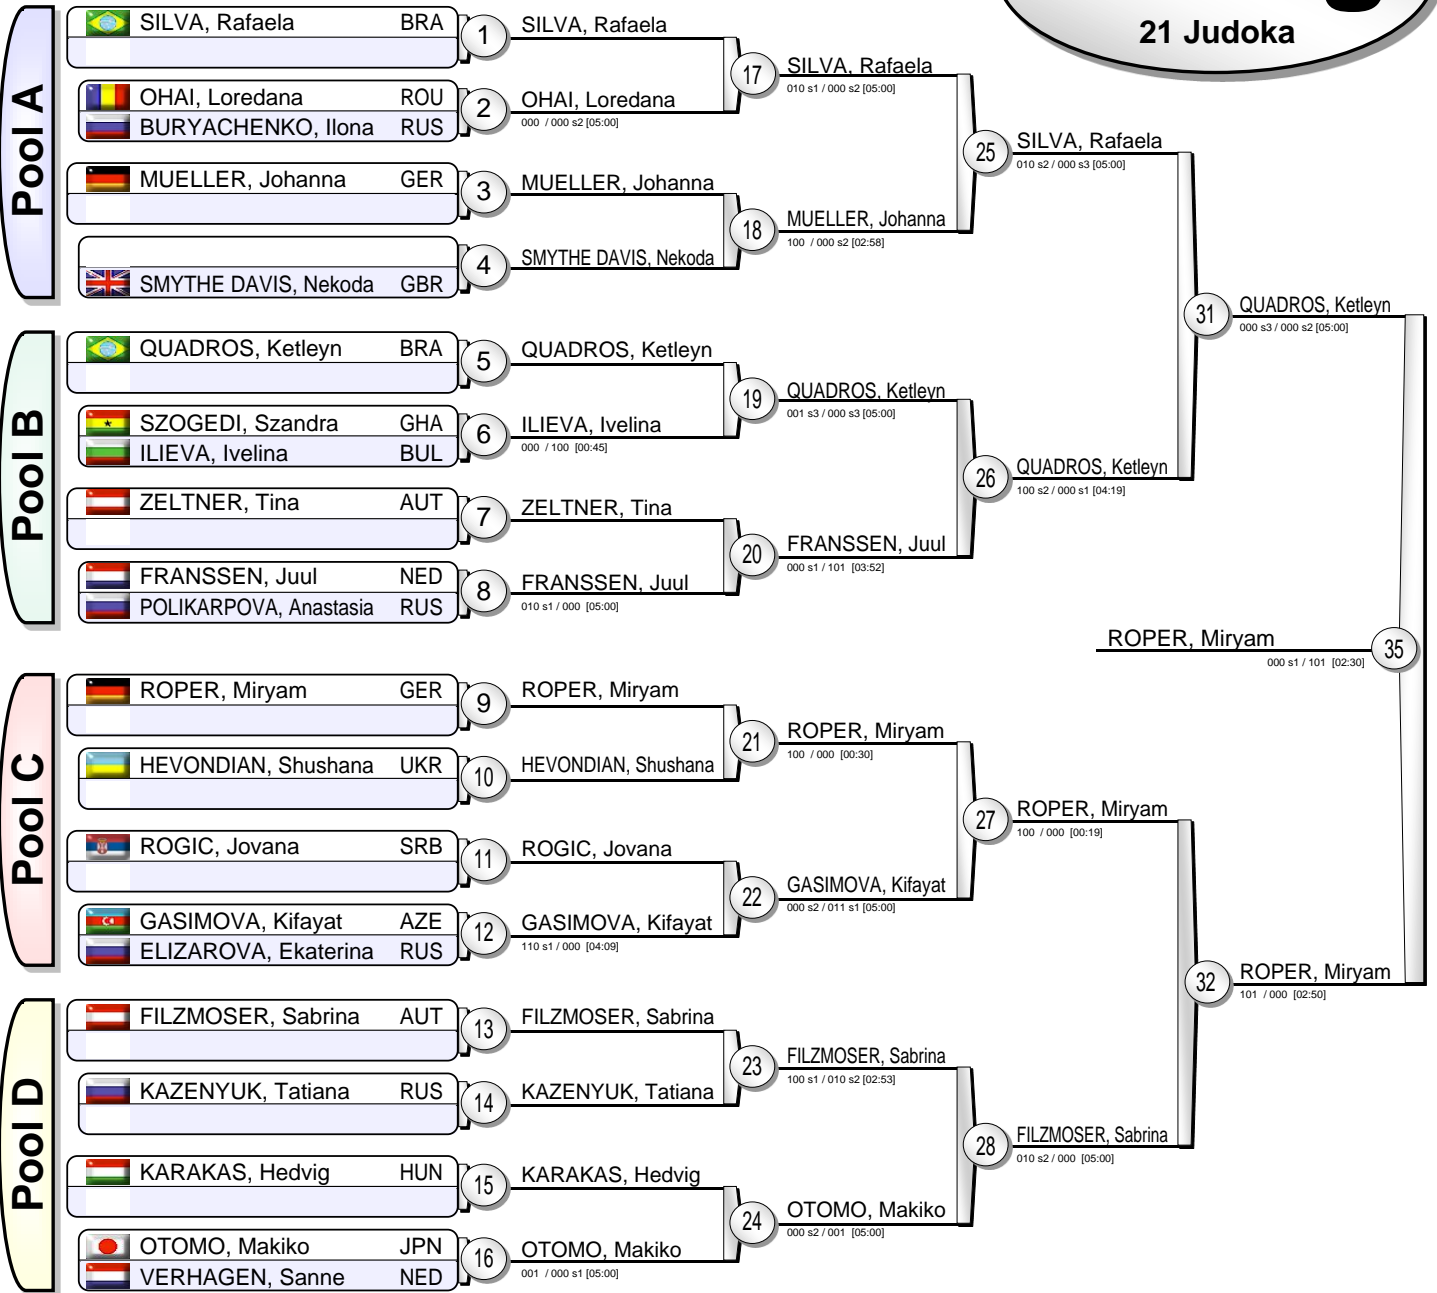 21 Judoka
Pool A
SILVA, Rafaela BRA
1
OHAI, Loredana ROU
BURYACHENKO, Ilona RUS
2
MUELLER, Johanna GER
3
SMYTHE DAVIS, Nekoda GBR
4
SILVA, Rafaela
OHAI, Loredana
000 / 000 s2 [05:00]
MUELLER, Johanna
SMYTHE DAVIS, Nekoda
17
SILVA, Rafaela
010 s1 / 000 s2 [05:00]
18
MUELLER, Johanna
100 / 000 s2 [02:58]
25
SILVA, Rafaela
010 s2 / 000 s3 [05:00]
Pool B
QUADROS, Ketleyn BRA
5
SZOGEDI, Szandra GHA
ILIEVA, Ivelina BUL
6
ZELTNER, Tina AUT
7
FRANSSEN, Juul NED
POLIKARPOVA, Anastasia RUS
8
QUADROS, Ketleyn
ILIEVA, Ivelina
000 / 100 [00:45]
ZELTNER, Tina
FRANSSEN, Juul
010 s1 / 000 [05:00]
19
QUADROS, Ketleyn
001 s3 / 000 s3 [05:00]
20
FRANSSEN, Juul
000 s1 / 101 [03:52]
26
QUADROS, Ketleyn
100 s2 / 000 s1 [04:19]
31
QUADROS, Ketleyn
000 s3 / 000 s2 [05:00]
ROPER, Miryam
000 s1 / 101 [02:30]
35
Pool C
ROPER, Miryam GER
9
HEVONDIAN, Shushana UKR
10
ROGIC, Jovana SRB
11
GASIMOVA, Kifayat AZE
ELIZAROVA, Ekaterina RUS
12
ROPER, Miryam
HEVONDIAN, Shushana
ROGIC, Jovana
GASIMOVA, Kifayat
110 s1 / 000 [04:09]
21
ROPER, Miryam
100 / 000 [00:30]
22
GASIMOVA, Kifayat
000 s2 / 011 s1 [05:00]
27
ROPER, Miryam
100 / 000 [00:19]
Pool D
FILZMOSER, Sabrina AUT
13
KAZENYUK, Tatiana RUS
14
KARAKAS, Hedvig HUN
15
OTOMO, Makiko JPN
VERHAGEN, Sanne NED
16
FILZMOSER, Sabrina
KAZENYUK, Tatiana
KARAKAS, Hedvig
OTOMO, Makiko
001 / 000 s1 [05:00]
23
FILZMOSER, Sabrina
100 s1 / 010 s2 [02:53]
24
OTOMO, Makiko
000 s2 / 001 [05:00]
28
FILZMOSER, Sabrina
010 s2 / 000 [05:00]
32
ROPER, Miryam
101 / 000 [02:50]